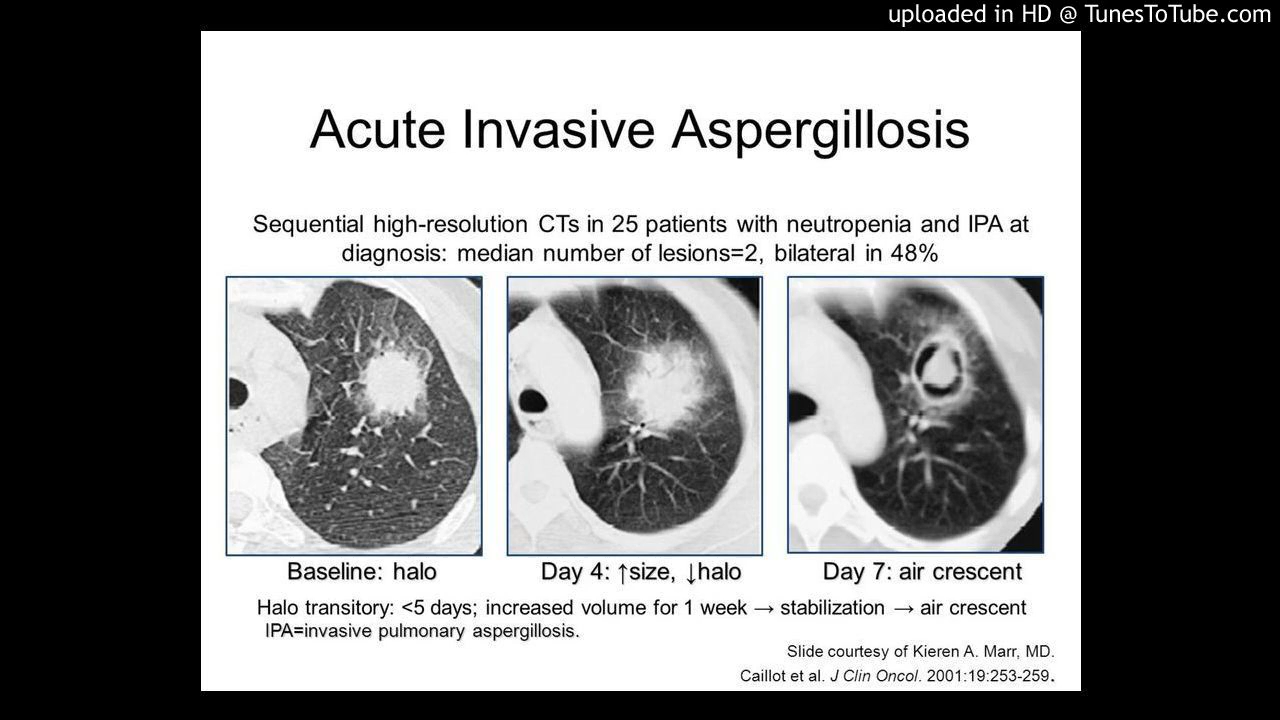 uploaded in HD @ TunesToTube.com
Acute Invasive Aspergillosis
Sequential high-resolution CTs in 25 patients with neutropenia and IPA at
diagnosis: median number of lesions=2, bilateral in 48%
Baseline: halo
Day 4: ↑size, ↓halo
Day 7: air crescent
Halo transitory: <5 days; increased volume for 1 week → stabilization → air crescent
IPA=invasive pulmonary aspergillosis.
Slide courtesy of Kieren A. Marr, MD.
Caillot et al. J Clin Oncol. 2001:19:253-259.